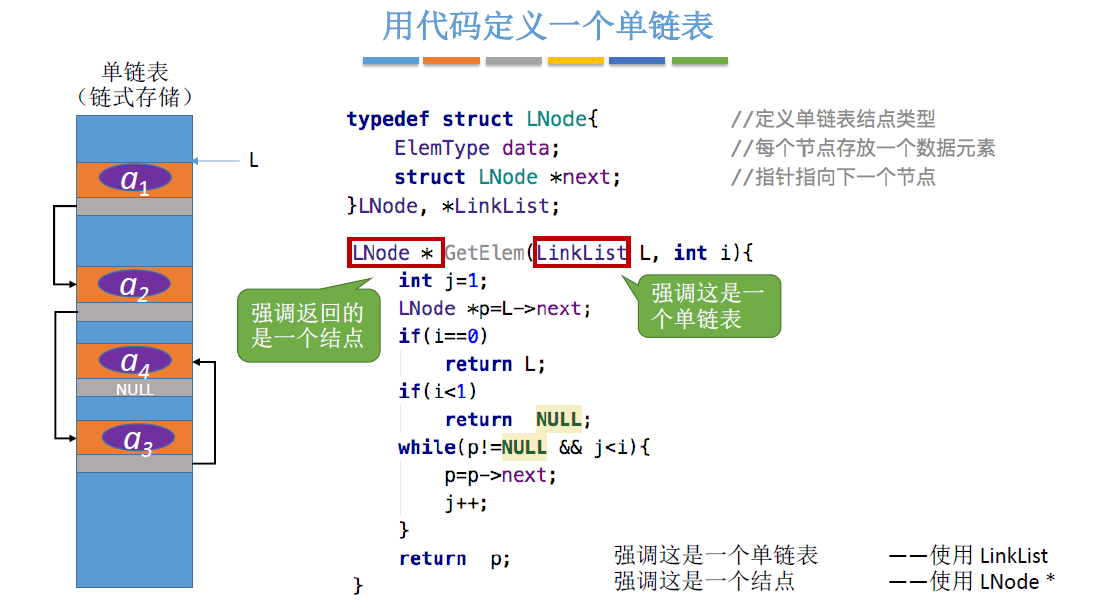 用代码定义一个单链表
单链表
（链式存储）
L
a1
a2
a4
NULL
a3
typedef struct LNode{ //定义单链表结点类型
ElemType data; //每个节点存放一个数据元素
struct LNode *next; //指针指向下一个节点
}LNode, *LinkList;
LNode * GetElem(LinkList L, int i){
int j=1;
LNode *p=L->next;
if(i==0)
return L;
if(i<1)
return NULL;
while(p!=NULL && j<i){
p=p->next;
j++;
}
return p;
}
强调返回的
是一个结点
强调这是一
个单链表
强调这是一个单链表 ——使用 LinkList
强调这是一个结点 ——使用 LNode *